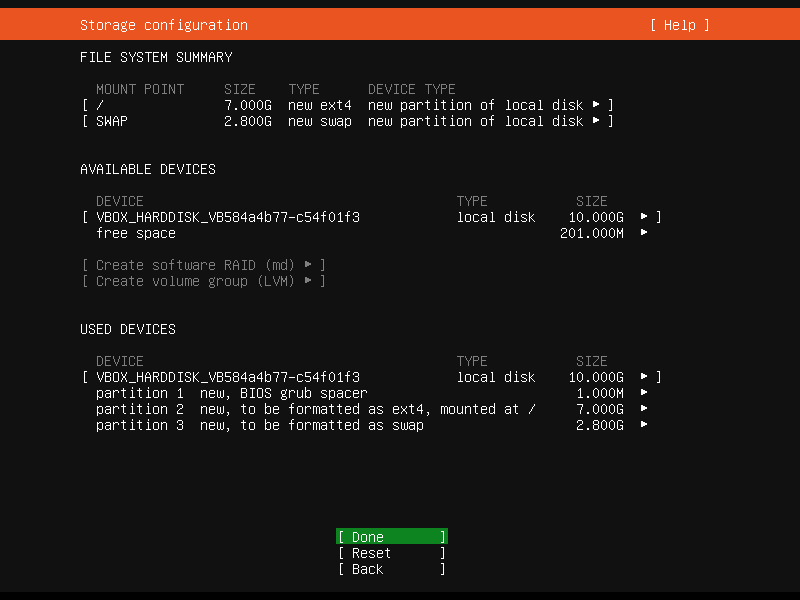 Storage configuration [ Help ]
FILE SYSTEM SUMMARY
MOUNT POINT SIZE TYPE DEVICE TYPE
[ / 7.000G new ext4 new partition of local disk ▸ ]
[ SWAP 2.800G new swap new partition of local disk ▸ ]
AVAILABLE DEVICES
DEVICE TYPE SIZE
[ VBOX_HARDDISK_VB584a4b77-c54f01f3 local disk 10.000G ▸ ]
free space 201.000M ▸
[ Create software RAID (md) ▸ ]
[ Create volume group (LVM) ▸ ]
USED DEVICES
DEVICE TYPE SIZE
[ VBOX_HARDDISK_VB584a4b77-c54f01f3 local disk 10.000G ▸ ]
partition 1 new, BIOS grub spacer 1.000M ▸
partition 2 new, to be formatted as ext4, mounted at / 7.000G ▸
partition 3 new, to be formatted as swap 2.800G ▸
[ Done ]
[ Reset ]
[ Back ]